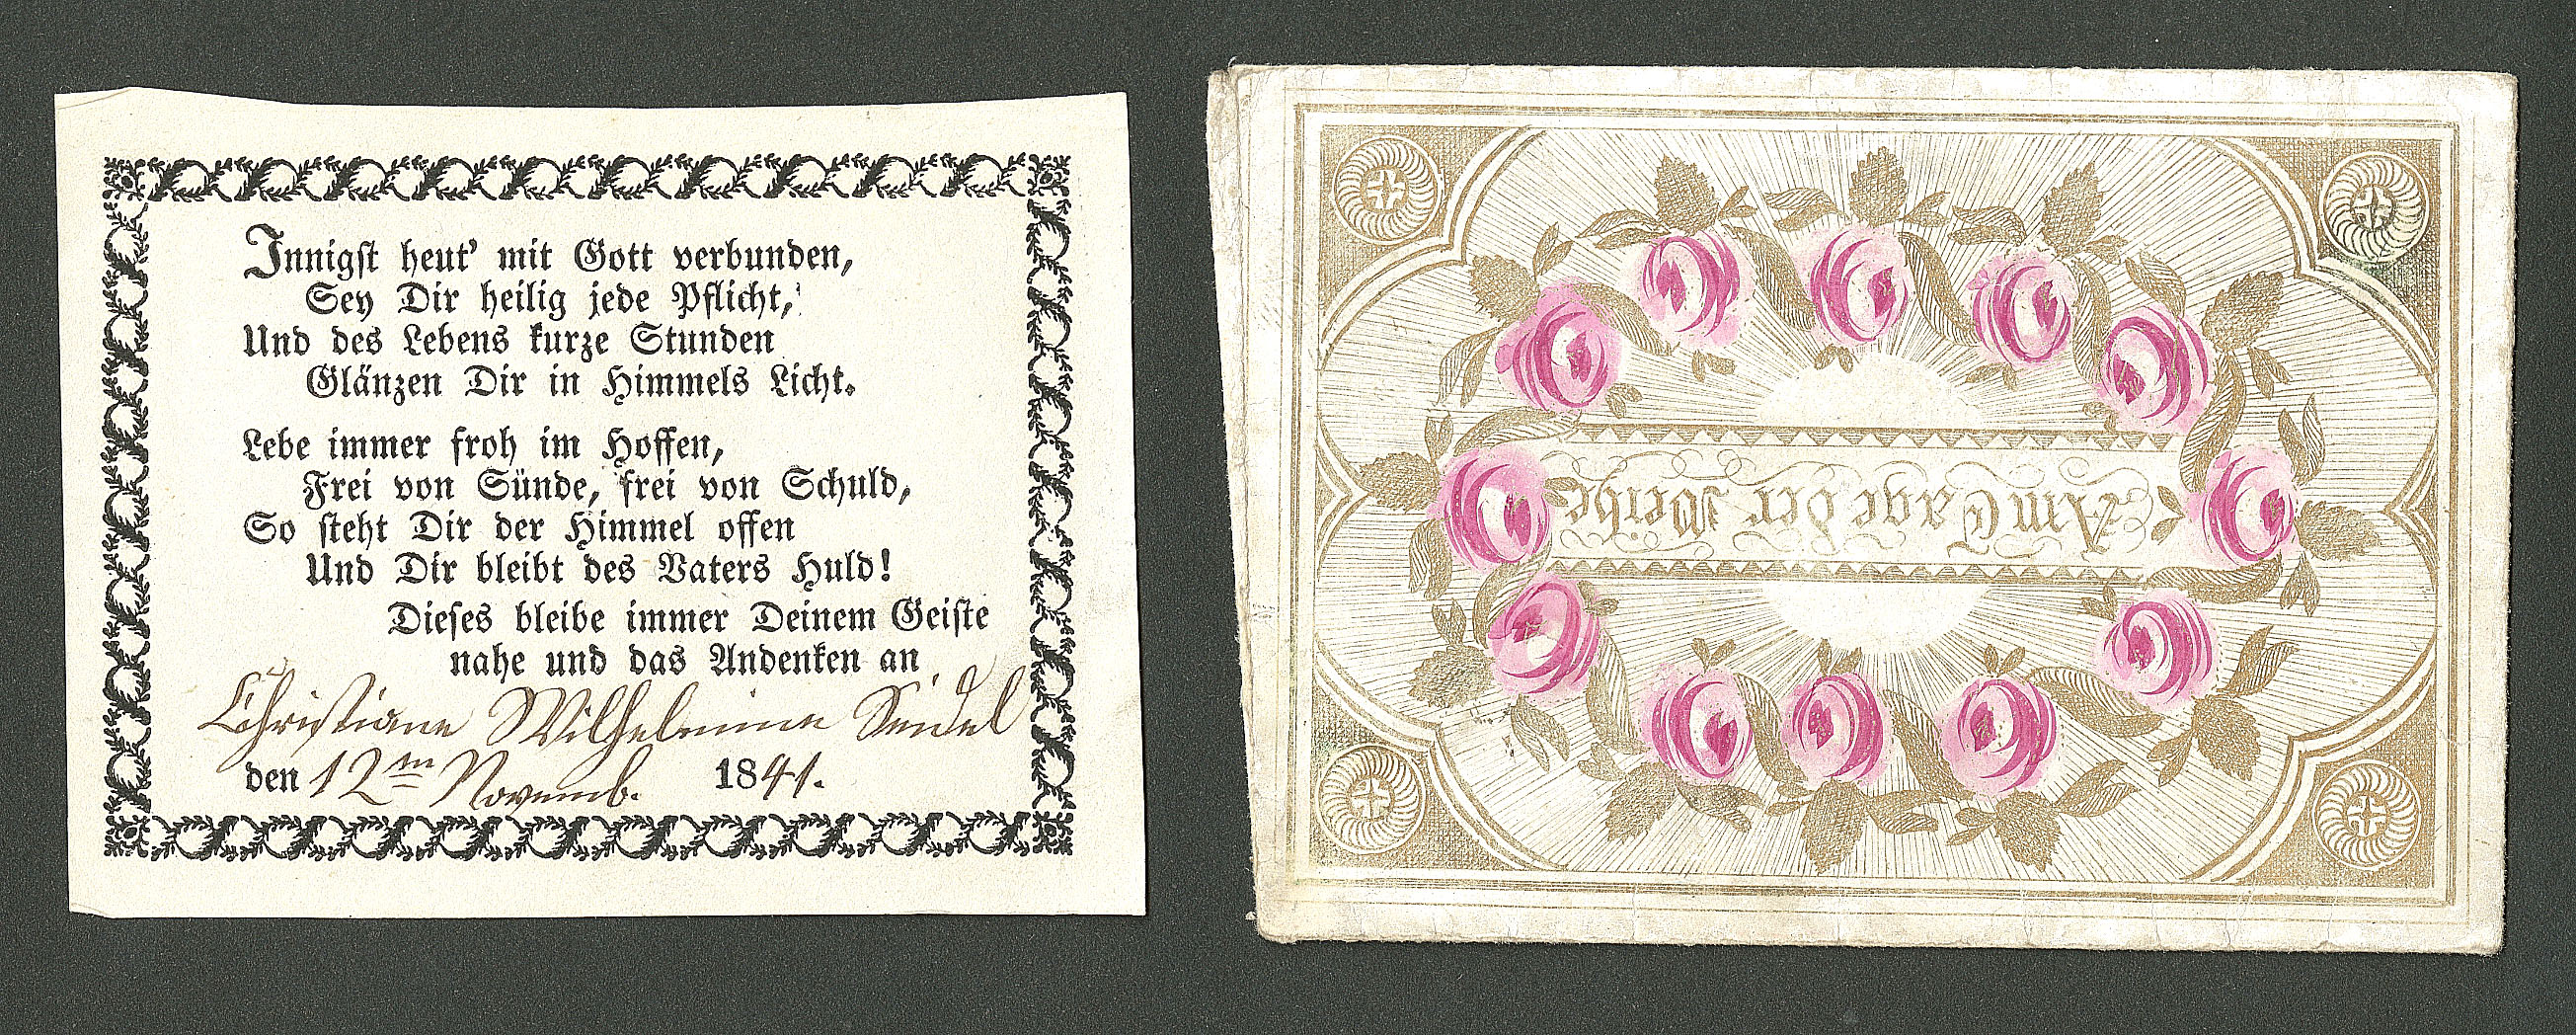 Innigst heut' mit Gott verbunden,
Sey Dir heilig jede Pflicht,
Und des Lebens kurze Stunden
Glänzen Dir in Himmels Licht.
Lebe immer froh im Hoffen,
Frei von Sünde, frei von Schuld,
So steht Dir der Himmel offen
Und Dir bleibt des Vaters Huld!
Dieses bleibe immer Deinem Geiste
nahe und das Andenken an
Christiane Wilhelmine Seidel
den 12ten Novemb. 1841.
Am Tage der Weihe